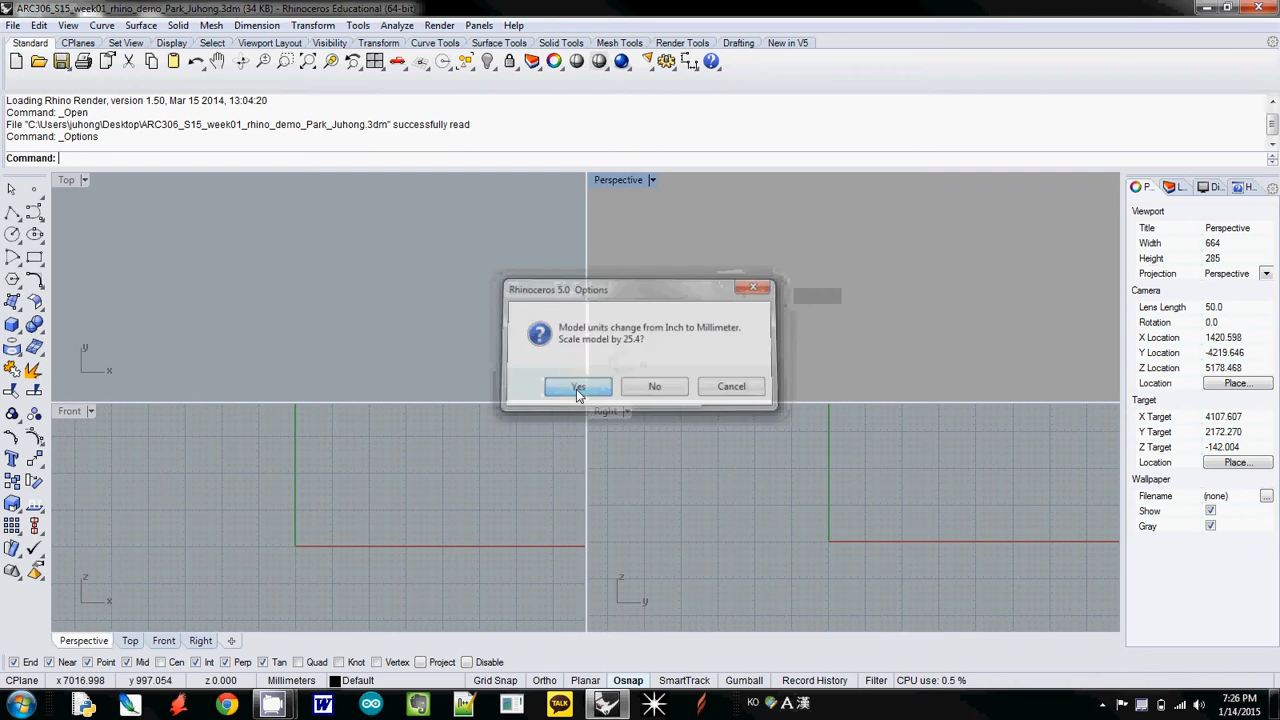 ARC306_S15_week01_rhino_demo_Park_Juhong.3dm (34 KB) - Rhinoceros Educational (64-bit)
File Edit View Curve Surface Solid Mesh Dimension Transform Tools Analyze Render Panels Help
Standard CPlanes Set View Display Select Viewport Layout Visibility Transform Curve Tools Surface Tools Solid Tools Mesh Tools Render Tools Drafting New in V5
Loading Rhino Render, version 1.50, Mar 15 2014, 13:04:20
Command: _Open
File "C:\Users\juhong\Desktop\ARC306_S15_week01_rhino_demo_Park_Juhong.3dm" successfully read
Command: _Options
Command:
Top
Perspective
P... L... Di... H...
Viewport
Title Perspective
Width 664
Height 285
Projection Perspective
Camera
Lens Length 50.0
Rotation 0.0
X Location 1420.598
Y Location -4219.646
Z Location 5178.468
Location Place...
Target
X Target 4107.607
Y Target 2172.270
Z Target -142.004
Location Place...
Wallpaper
Filename (none) ...
Show
Gray
Rhinoceros 5.0 Options
Model units change from Inch to Millimeter.
Scale model by 25.4?
Yes No Cancel
y
x
Front
Right
z
x
z
y
Perspective Top Front Right
End Near Point Mid Cen Int Perp Tan Quad Knot Vertex Project Disable
CPlane x 7016.998 y 997.054 z 0.000 Millimeters Default Grid Snap Ortho Planar Osnap SmartTrack Gumball Record History Filter CPU use: 0.5 %
W TALK KO A 漢
7:26 PM
1/14/2015